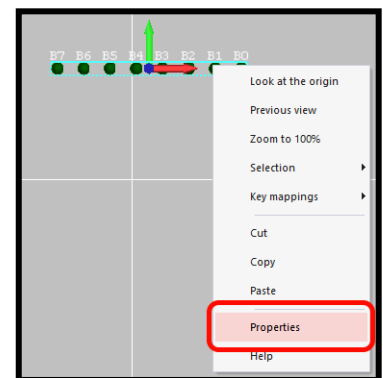 B7 B6 B5 B4 B3 B2 B1 B0
Look at the origin
Previous view
Zoom to 100%
Selection
Key mappings
Cut
Copy
Paste
Properties
Help